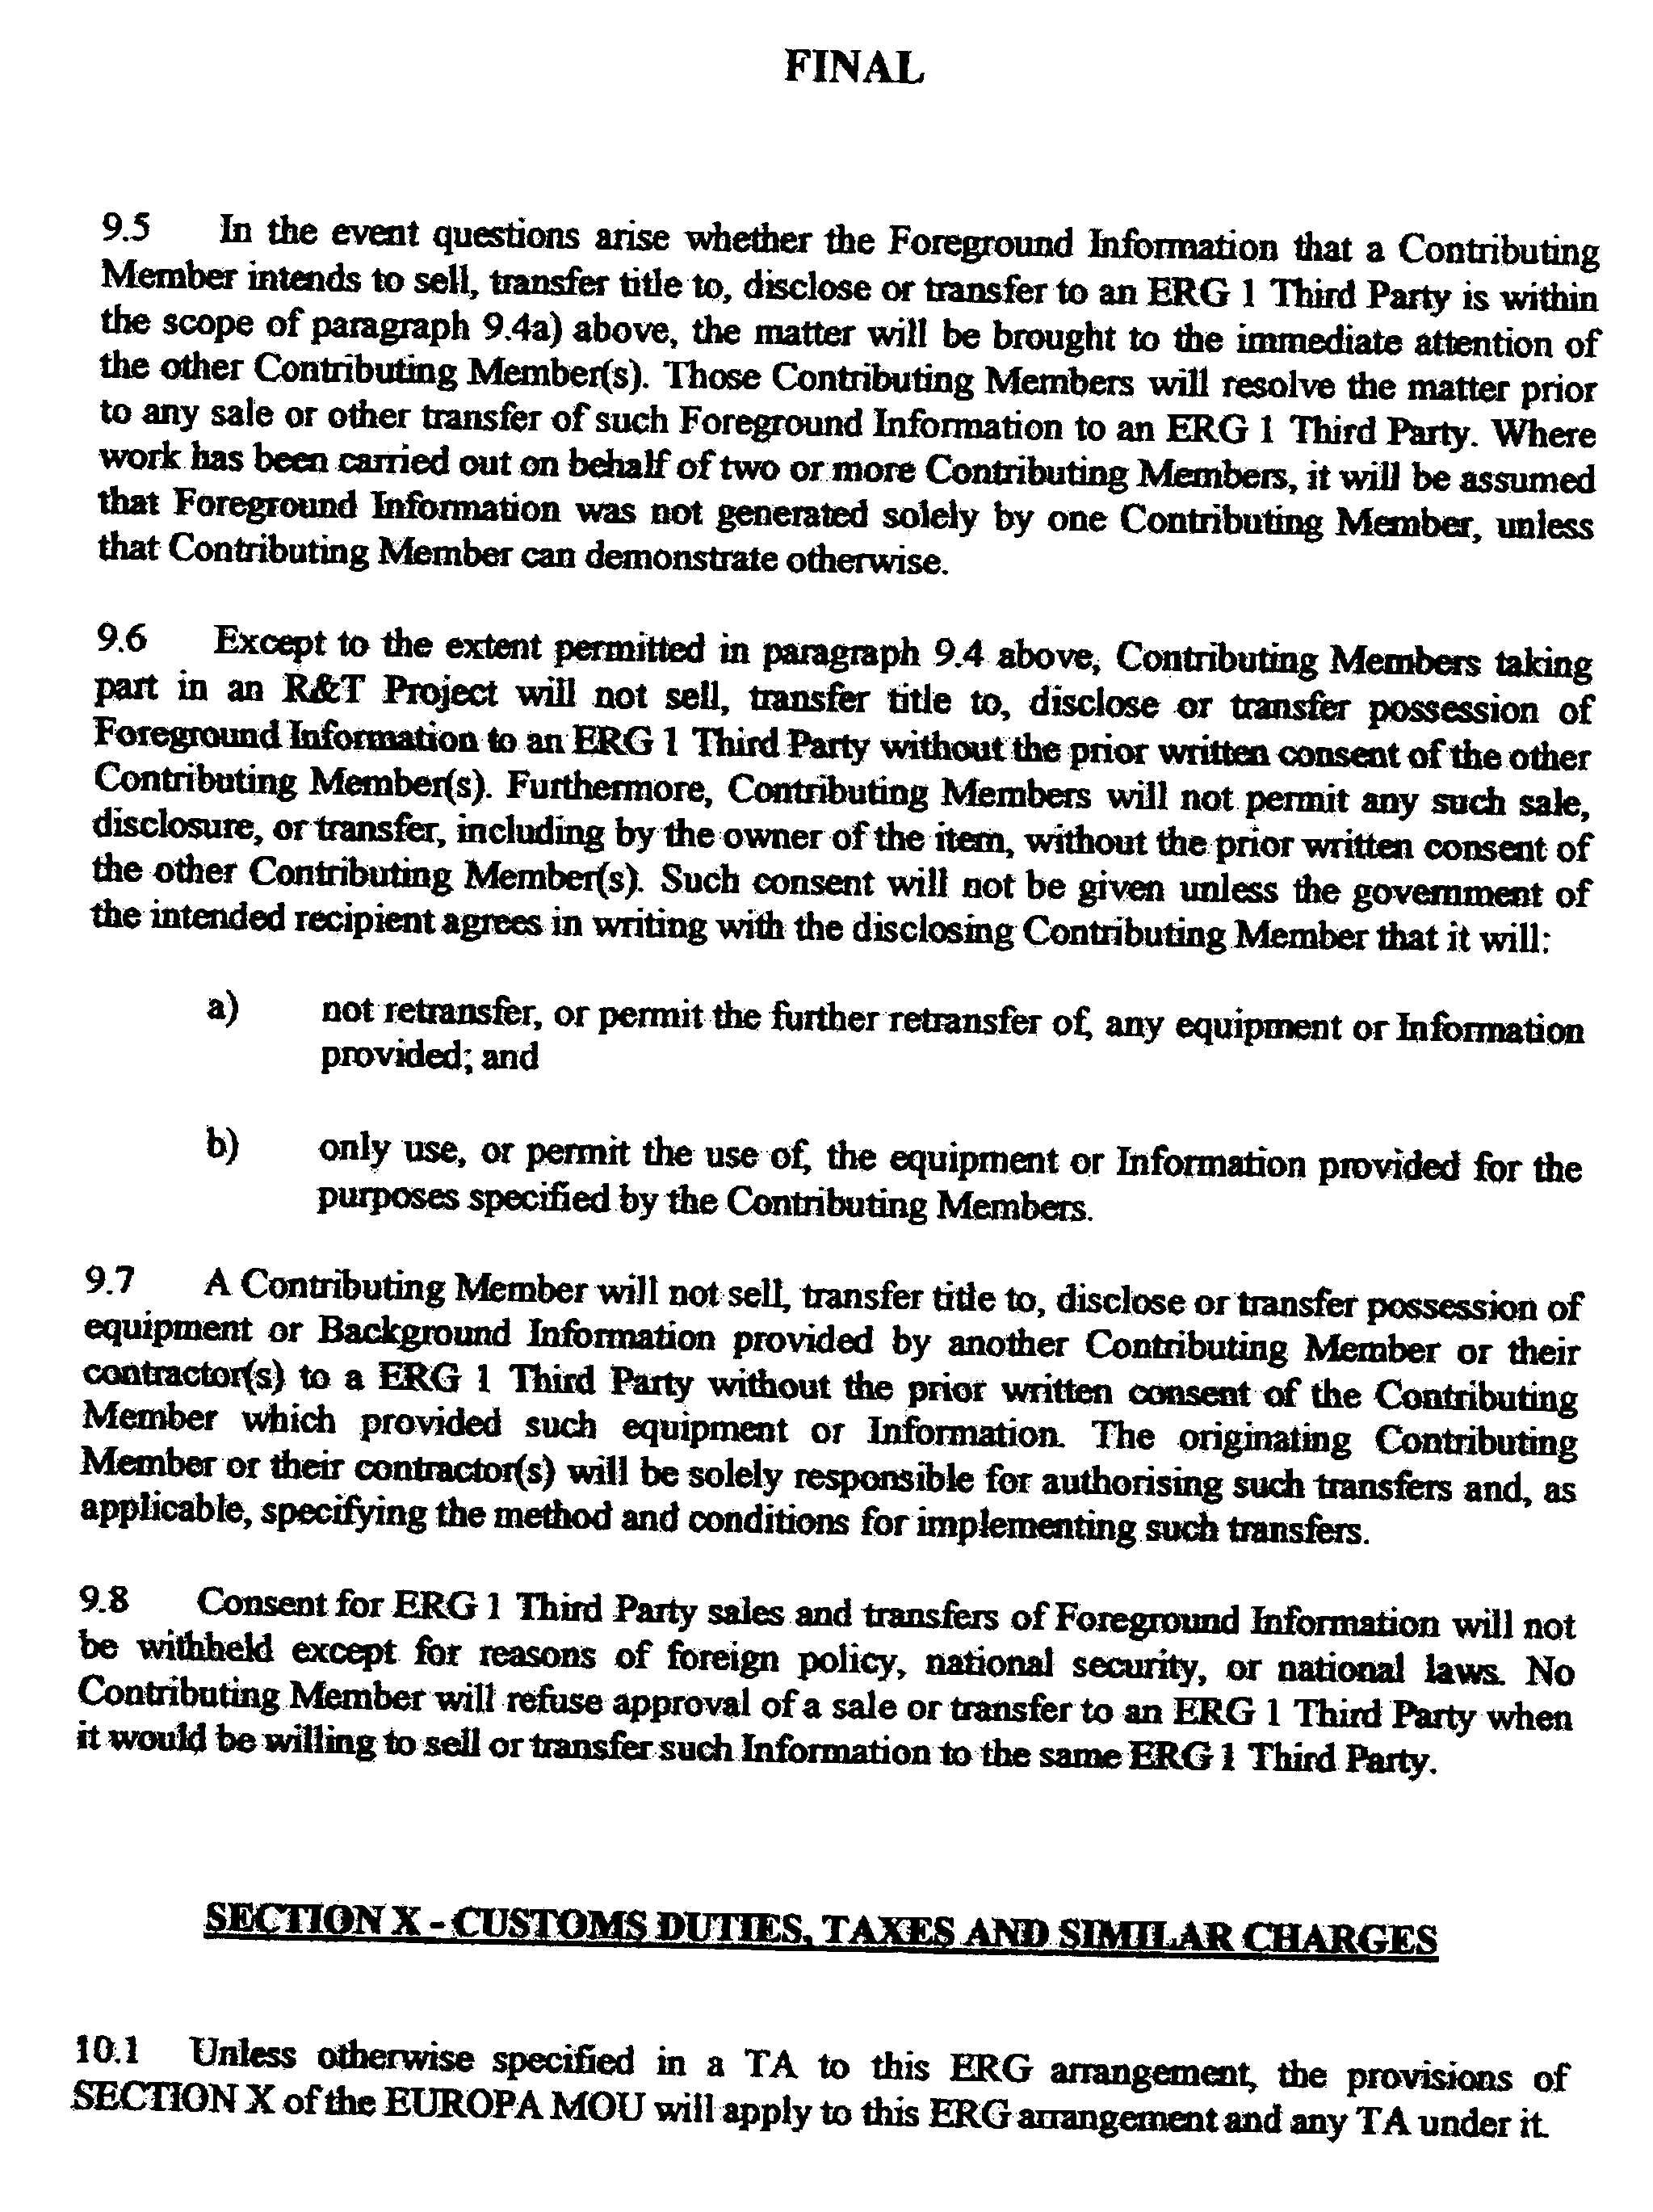 FINAL
9.5 In the event questions arise whether the Foreground Information that a Contributing
Member intends to sell, transfer title to, disclose or transfer to an ERG 1 Third Party is within
the scope of paragraph 9.4a) above, the matter will be brought to the immediate attention of
the other Contributing Member(s). Those Contributing Members will resolve the matter prior
to any sale or other transfer of such Foreground Information to an ERG 1 Third Party. Where
work has been carried out on behalf of two or more Contributing Members, it will be assumed
that Foreground Information was not generated solely by one Contributing Member, unless
that Contributing Member can demonstrate otherwise.
9.6 Except to the extent permitted in paragraph 9.4 above, Contributing Members taking
part in an R&T Project will not sell, transfer title to, disclose or transfer possession of
Foreground Information to an ERG 1 Third Party without the prior written consent of the other
Contributing Member(s). Furthermore, Contributing Members will not permit any such sale,
disclosure, or transfer, including by the owner of the item, without the prior written consent of
the other Contributing Member(s). Such consent will not be given unless the government of
the intended recipient agrees in writing with the disclosing Contributing Member that it will:
a) not retransfer, or permit the further retransfer of, any equipment or Information
provided; and
b) only use, or permit the use of, the equipment or Information provided for the
purposes specified by the Contributing Members.
9.7 A Contributing Member will not sell, transfer title to, disclose or transfer possession of
equipment or Background Information provided by another Contributing Member or their
contractor(s) to a ERG 1 Third Party without the prior written consent of the Contributing
Member which provided such equipment or Information. The originating Contributing
Member or their contractor(s) will be solely responsible for authorising such transfers and, as
applicable, specifying the method and conditions for implementing such transfers.
9.8 Consent for ERG 1 Third Party sales and transfers of Foreground Information will not
be withheld except for reasons of foreign policy, national security, or national laws. No
Contributing Member will refuse approval of a sale or transfer to an ERG 1 Third Party when
it would be willing to sell or transfer such Information to the same ERG 1 Third Party.
SECTION X - CUSTOMS DUTIES, TAXES AND SIMILAR CHARGES
10.1 Unless otherwise specified in a TA to this ERG arrangement, the provisions of
SECTION X of the EUROPA MOU will apply to this ERG arrangement and any TA under it.